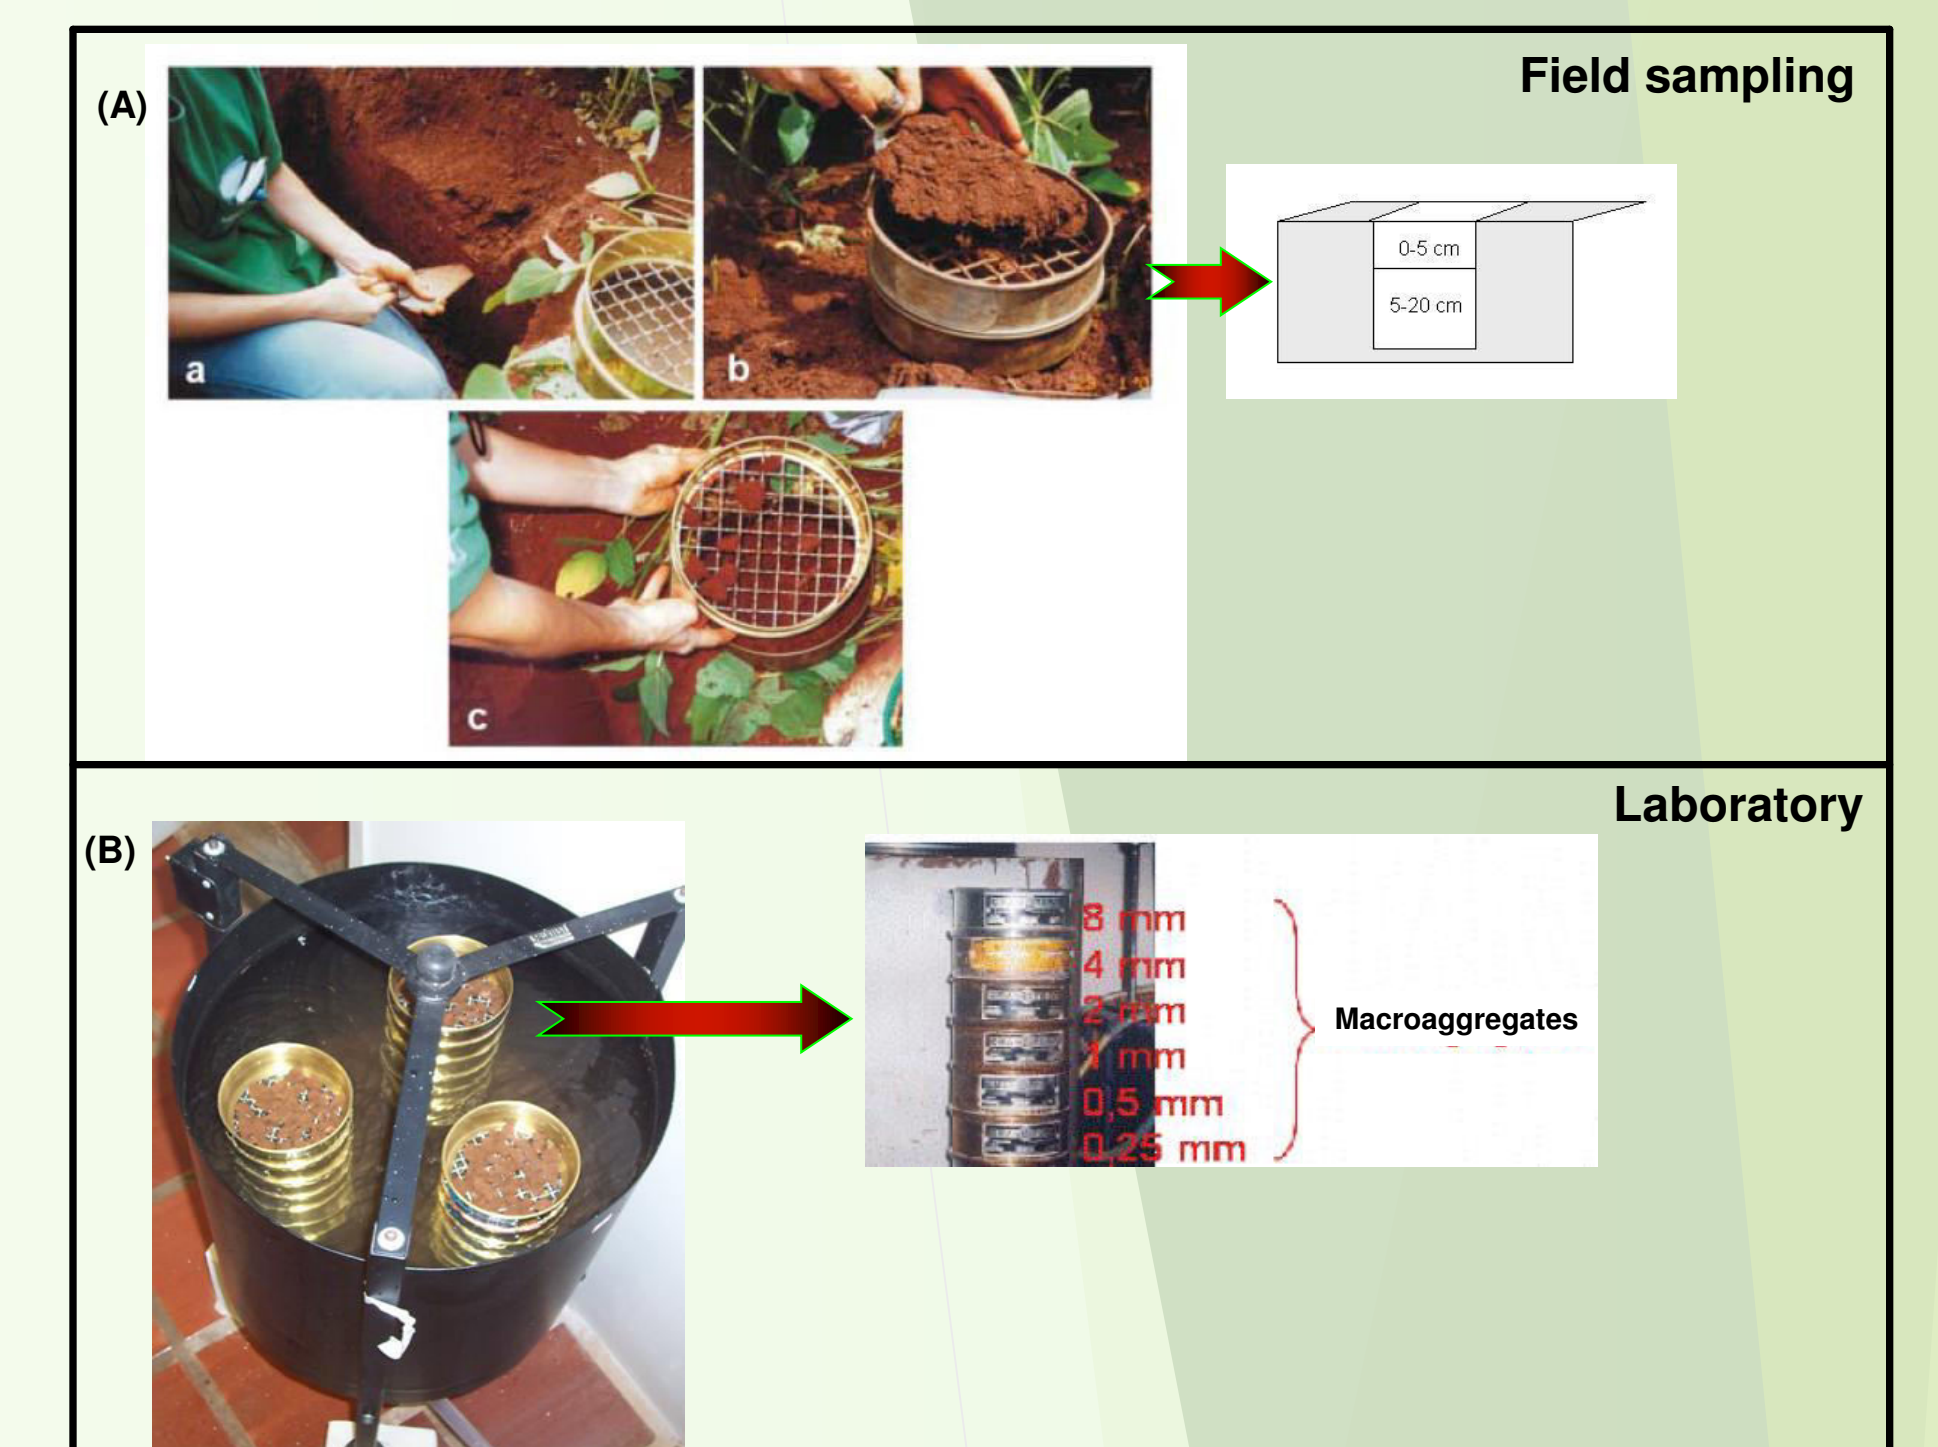 Field sampling
(A)
a
b
0-5 cm
5-20 cm
c
Laboratory
(B)
8 mm
4 mm
2 mm
1 mm
0,5 mm
0,25 mm
Macroaggregates